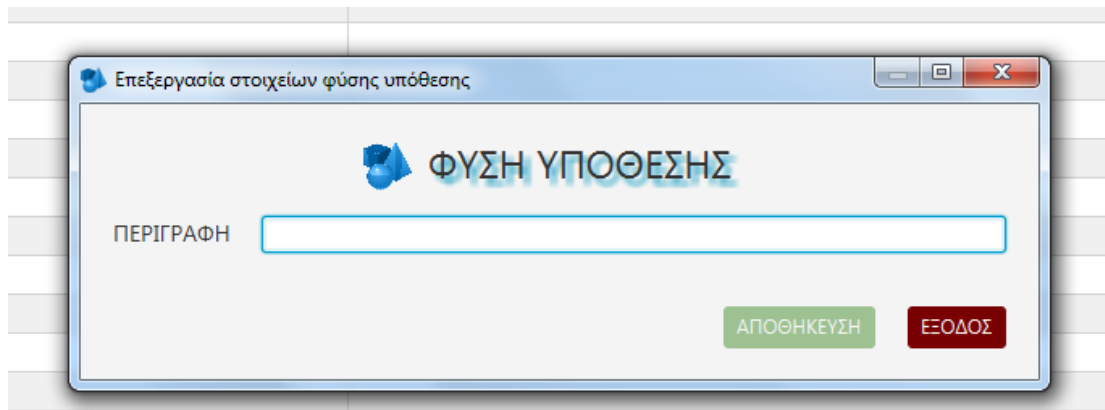 Επεξεργασία στοιχείων φύσης υπόθεσης
ΦΥΣΗ ΥΠΟΘΕΣΗΣ
ΠΕΡΙΓΡΑΦΗ
ΑΠΟΘΗΚΕΥΣΗ ΕΞΟΔΟΣ